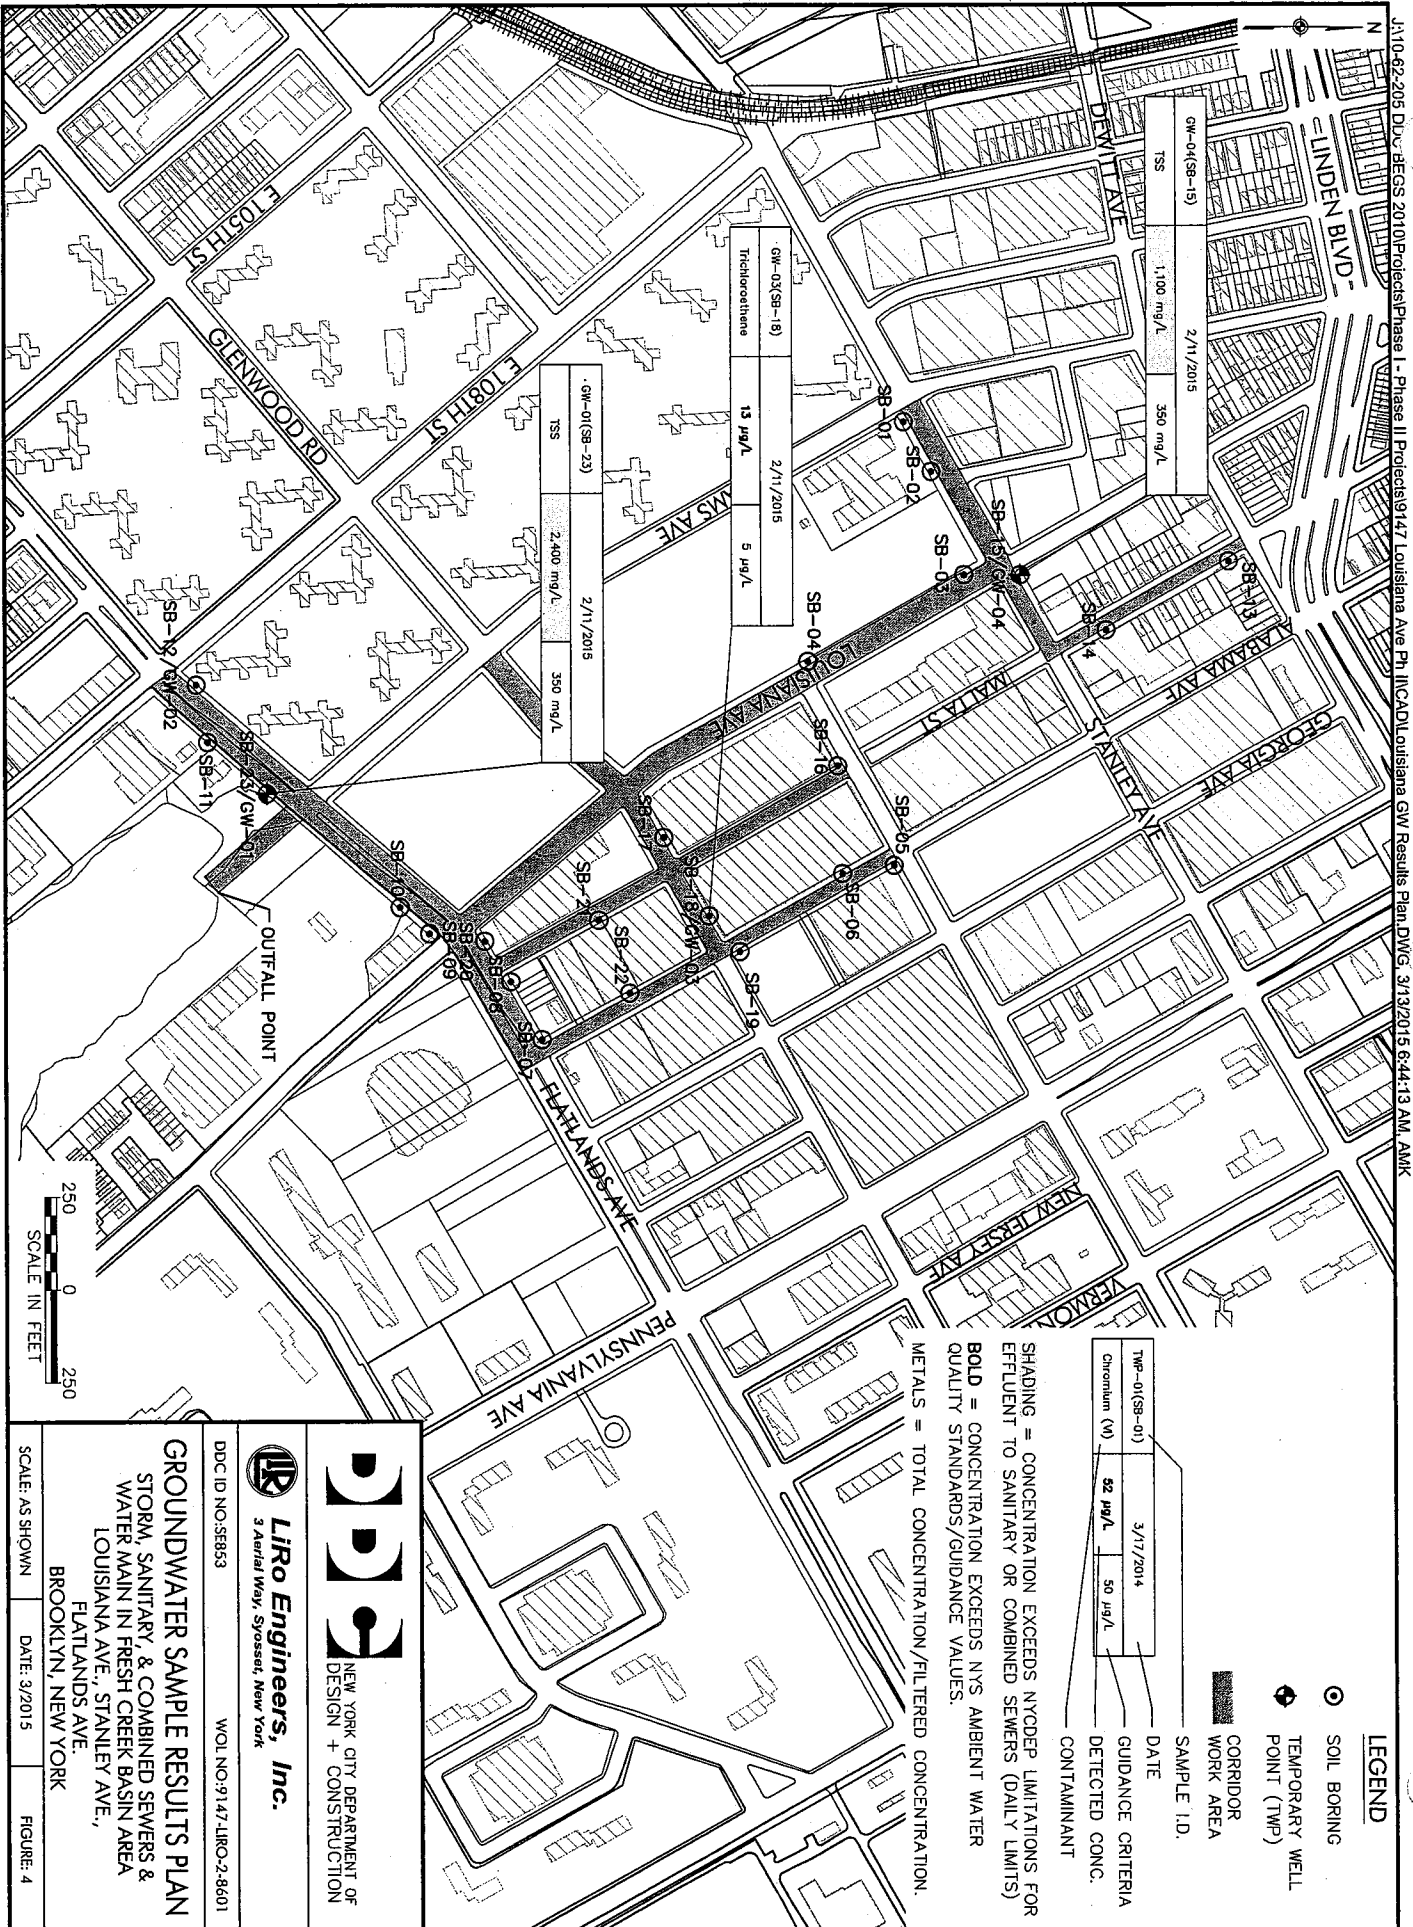 J:\10-62-205 DDC BEGS 2010\Projects\Phase I - Phase II Projects\9147 Louisiana Ave Ph II\CAD\Louisiana GW Results Plan.DWG, 3/13/2015 6:44:13 AM, AMK
N
LINDEN BLVD
DEWITT AVE
GW-04(SB-15) 2/11/2015
TSS 1,100 mg/L 350 mg/L
GW-03(SB-18) 2/11/2015
Trichloroethene 13 µg/L 5 µg/L
GW-01(SB-23) 2/11/2015
TSS 2,400 mg/L 350 mg/L
E 105TH S
GLENWOOD RD
E 108TH ST
MS AVE
SB-01
SB-02
SB-03
SB-15/GW-04
SB-13
SB-14
SB-04
LOUISIANA AVE
MALTA ST
ALABAMA AVE
GEORGIA AVE
STANLEY AVE
SB-16
SB-05
SB-06
SB-17
SB-18/GW-03
SB-19
SB-21
SB-22
SB-12/GW-02
SB-11
SB-23/GW-01
SB-10
SB-09
SB-20
SB-08
SB-07
OUTFALL POINT
FLATLANDS AVE
NEW JERSEY AVE
VERMON
PENNSYLVANIA AVE
250 0 250
SCALE IN FEET
LEGEND
SOIL BORING
TEMPORARY WELL
POINT (TWP)
CORRIDOR
WORK AREA
SAMPLE I.D.
DATE
GUIDANCE CRITERIA
DETECTED CONC.
CONTAMINANT
TWP-01(SB-01) 3/17/2014
Chromium (VI) 52 µg/L 50 µg/L
SHADING = CONCENTRATION EXCEEDS NYCDEP LIMITATIONS FOR
EFFLUENT TO SANITARY OR COMBINED SEWERS (DAILY LIMITS)
BOLD = CONCENTRATION EXCEEDS NYS AMBIENT WATER
QUALITY STANDARDS/GUIDANCE VALUES.
METALS = TOTAL CONCENTRATION/FILTERED CONCENTRATION.
DDC
NEW YORK CITY DEPARTMENT OF
DESIGN + CONSTRUCTION
LiRo Engineers, Inc.
3 Aerial Way, Syosset, New York
DDC ID NO:SE853 WOL NO:9147-LIRO-2-8601
GROUNDWATER SAMPLE RESULTS PLAN
STORM, SANITARY, & COMBINED SEWERS &
WATER MAIN IN FRESH CREEK BASIN AREA
LOUISIANA AVE., STANLEY AVE.,
FLATLANDS AVE.
BROOKLYN, NEW YORK
SCALE: AS SHOWN DATE: 3/2015 FIGURE: 4